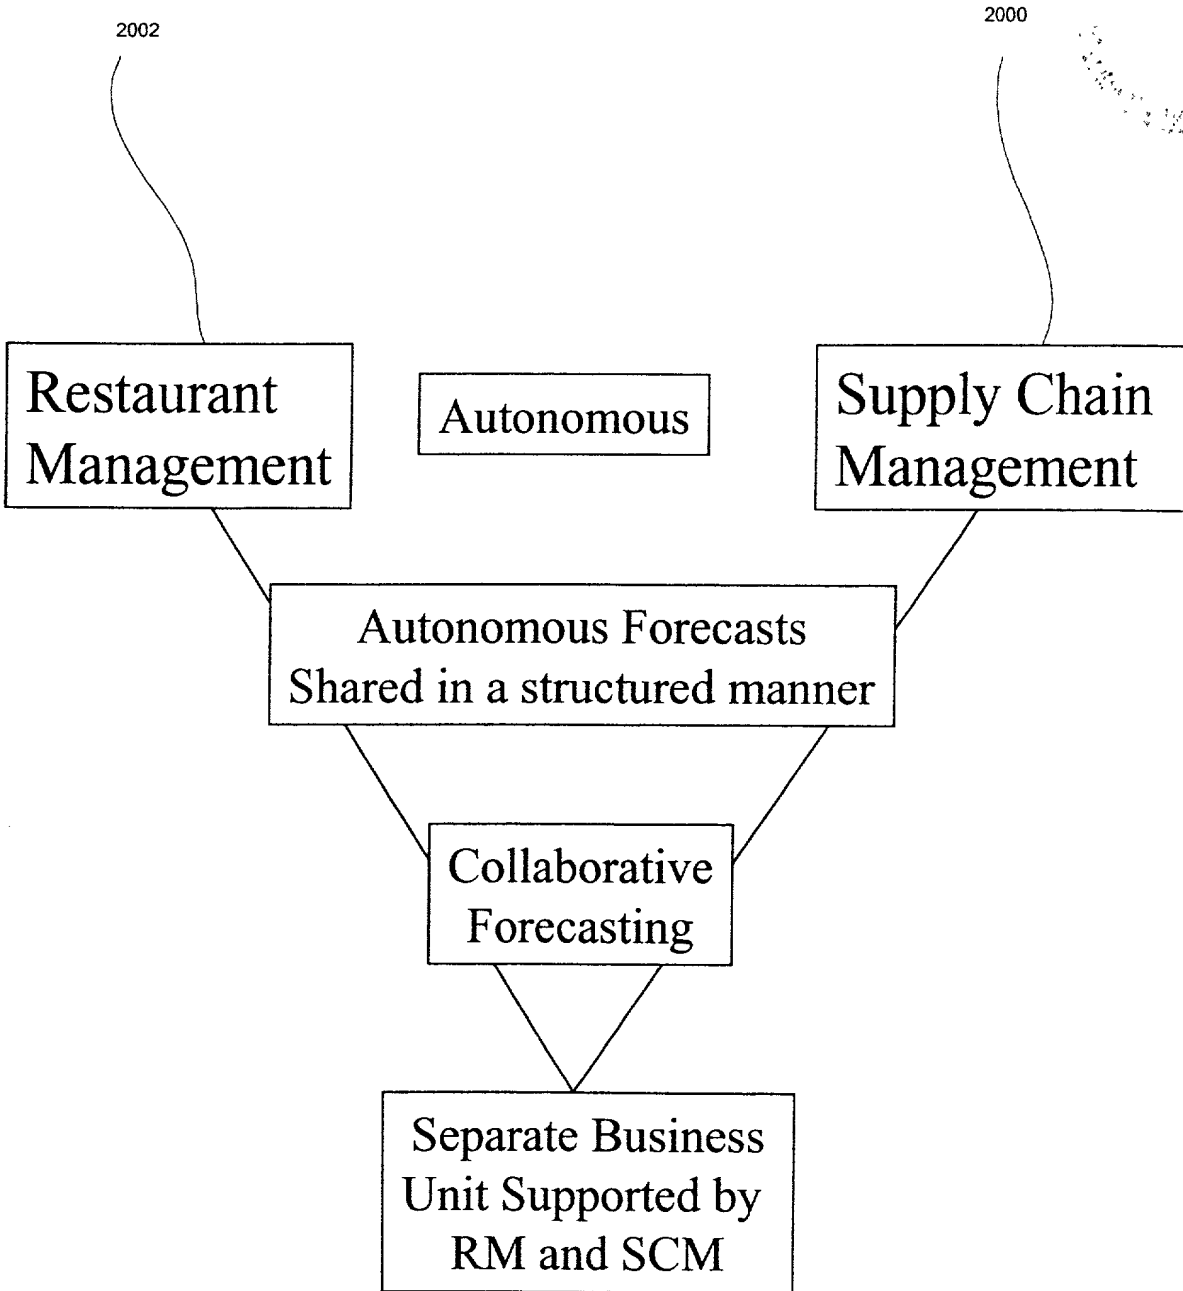 2002
2000
Restaurant
Management
Autonomous
Supply Chain
Management
Autonomous Forecasts
Shared in a structured manner
Collaborative
Forecasting
Separate Business
Unit Supported by
RM and SCM